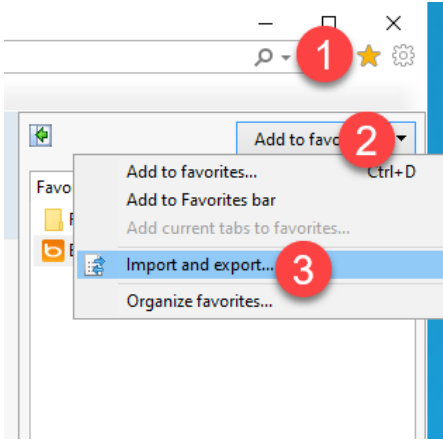 1
2
Add to favo
Add to favorites...
Ctrl+D
Favo
Add to Favorites bar
Add current tabs to favorites...
Import and export...
3
Organize favorites...